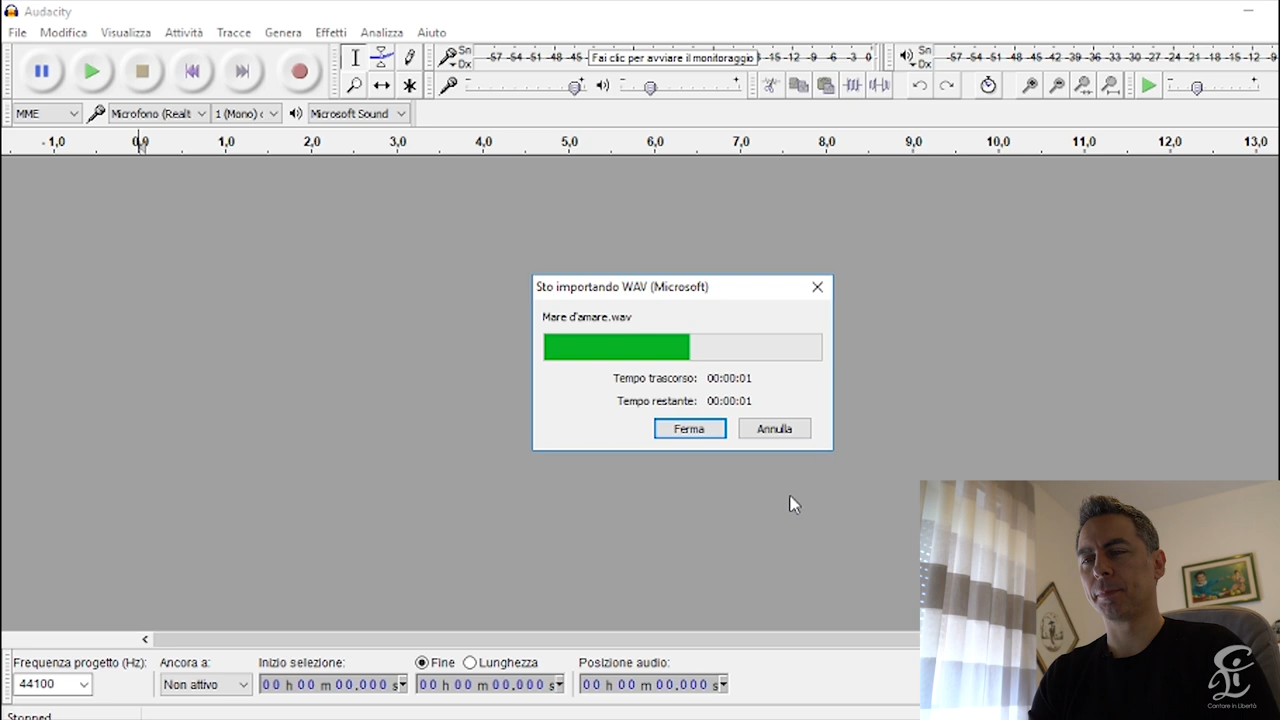 Audacity
File Modifica Visualizza Attività Tracce Genera Effetti Analizza Aiuto
Sn
Dx
-57 -54 -51 -48 -45
Fai clic per avviare il monitoraggio
-15 -12 -9 -6 -3 0
Sn
Dx
-57 -54 -51 -48 -45 -42 -39 -36 -33 -30 -27 -24 -21 -18 -15 -12 -9
MME
Microfono (Realt
1 (Mono) c
Microsoft Sound
-1,0 0,0 1,0 2,0 3,0 4,0 5,0 6,0 7,0 8,0 9,0 10,0 11,0 12,0 13,0
Sto importando WAV (Microsoft)
Mare d'amare.wav
Tempo trascorso: 00:00:01
Tempo restante: 00:00:01
Ferma Annulla
Frequenza progetto (Hz): Ancora a: Inizio selezione: Fine Lunghezza Posizione audio:
44100 Non attivo 00 h 00 m 00.000 s 00 h 00 m 00.000 s 00 h 00 m 00.000 s
Stopped
Cantore in Libertà